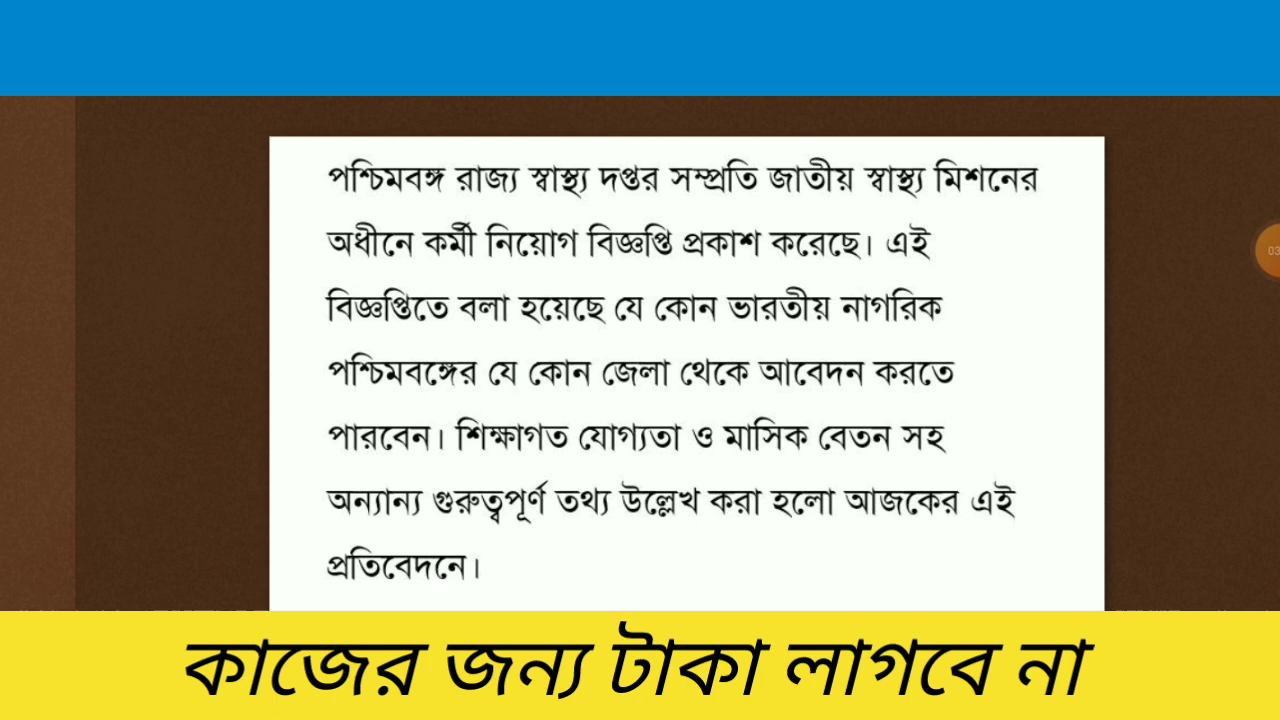 পশ্চিমবঙ্গ রাজ্য স্বাস্থ্য দপ্তর সম্প্রতি জাতীয় স্বাস্থ্য মিশনের
অধীনে কর্মী নিয়োগ বিজ্ঞপ্তি প্রকাশ করেছে। এই
বিজ্ঞপ্তিতে বলা হয়েছে যে কোন ভারতীয় নাগরিক
পশ্চিমবঙ্গের যে কোন জেলা থেকে আবেদন করতে
পারবেন। শিক্ষাগত যোগ্যতা ও মাসিক বেতন সহ
অন্যান্য গুরুত্বপূর্ণ তথ্য উল্লেখ করা হলো আজকের এই
প্রতিবেদনে।
03
কাজের জন্য টাকা লাগবে না